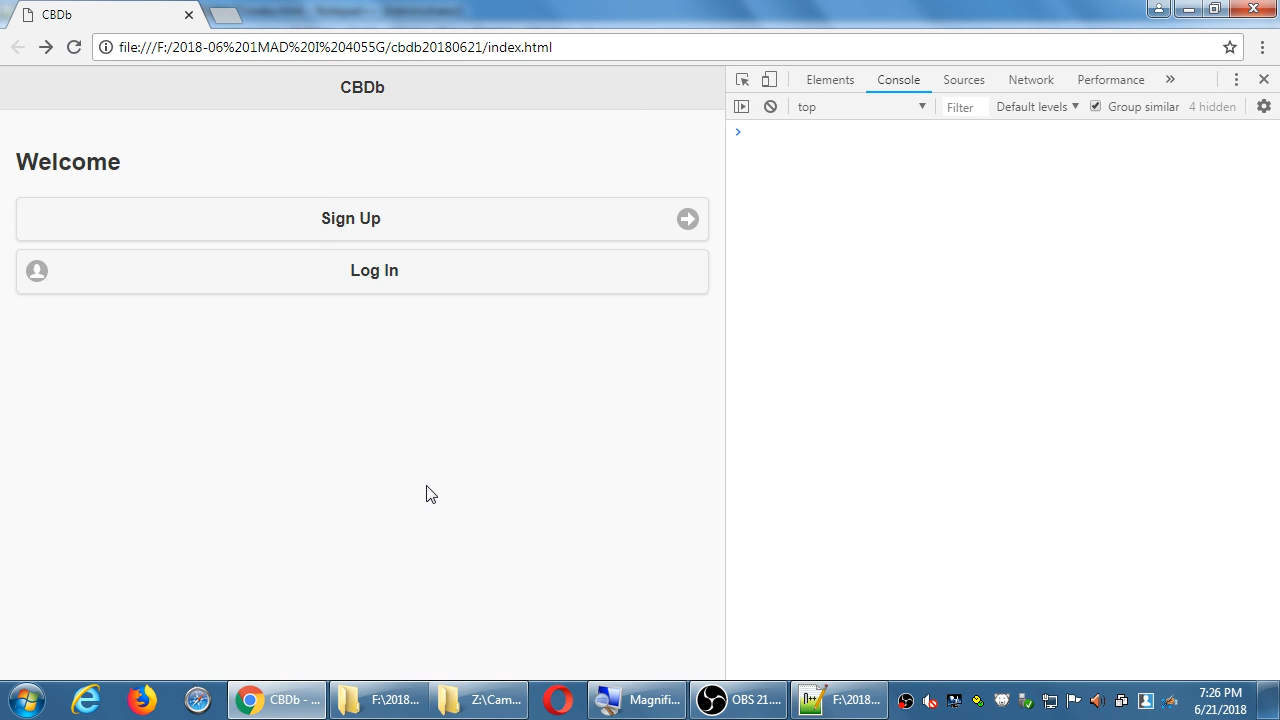 CBDb
file:///F:/2018-06%201MAD%20I%204055G/cbdb20180621/index.html
CBDb
Welcome
Sign Up
Log In
Elements Console Sources Network Performance »
top Filter Default levels Group similar 4 hidden
CBDb - ... F:\2018... Z:\Cam... Magnifi... OBS 21.... F:\2018...
7:26 PM
6/21/2018